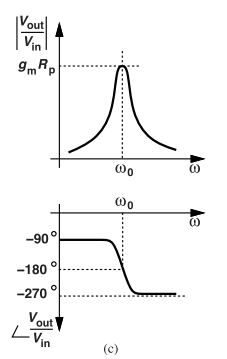 |Vout/Vin|
gmRp
ω0
ω
ω0
ω
−90°
−180°
−270°
∠Vout/Vin
(c)